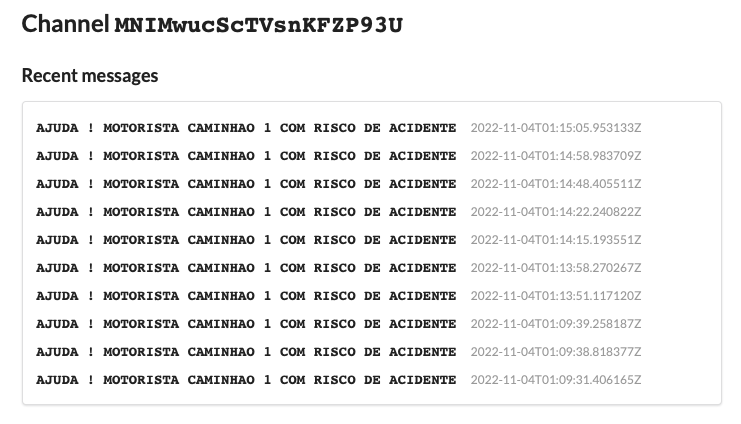 Channel MNIMwucScTVsnKFZP93U
Recent messages
AJUDA ! MOTORISTA CAMINHAO 1 COM RISCO DE ACIDENTE 2022-11-04T01:15:05.953133Z
AJUDA ! MOTORISTA CAMINHAO 1 COM RISCO DE ACIDENTE 2022-11-04T01:14:58.983709Z
AJUDA ! MOTORISTA CAMINHAO 1 COM RISCO DE ACIDENTE 2022-11-04T01:14:48.405511Z
AJUDA ! MOTORISTA CAMINHAO 1 COM RISCO DE ACIDENTE 2022-11-04T01:14:22.240822Z
AJUDA ! MOTORISTA CAMINHAO 1 COM RISCO DE ACIDENTE 2022-11-04T01:14:15.193551Z
AJUDA ! MOTORISTA CAMINHAO 1 COM RISCO DE ACIDENTE 2022-11-04T01:13:58.270267Z
AJUDA ! MOTORISTA CAMINHAO 1 COM RISCO DE ACIDENTE 2022-11-04T01:13:51.117120Z
AJUDA ! MOTORISTA CAMINHAO 1 COM RISCO DE ACIDENTE 2022-11-04T01:09:39.258187Z
AJUDA ! MOTORISTA CAMINHAO 1 COM RISCO DE ACIDENTE 2022-11-04T01:09:38.818377Z
AJUDA ! MOTORISTA CAMINHAO 1 COM RISCO DE ACIDENTE 2022-11-04T01:09:31.406165Z